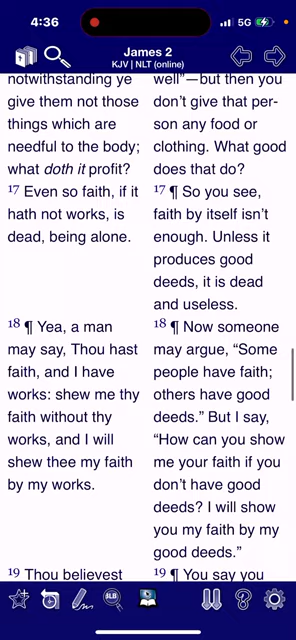 4:36
5G
James 2
KJV | NLT (online)
notwithstanding ye
give them not those
things which are
needful to the body;
what doth it profit?
17 Even so faith, if it
hath not works, is
dead, being alone.
18 ¶ Yea, a man
may say, Thou hast
faith, and I have
works: shew me thy
faith without thy
works, and I will
shew thee my faith
by my works.
19 Thou believest
well”—but then you
don’t give that per-
son any food or
clothing. What good
does that do?
17 ¶ So you see,
faith by itself isn’t
enough. Unless it
produces good
deeds, it is dead
and useless.
18 ¶ Now someone
may argue, “Some
people have faith;
others have good
deeds.” But I say,
“How can you show
me your faith if you
don’t have good
deeds? I will show
you my faith by my
good deeds.”
19 ¶ You say you
SLB